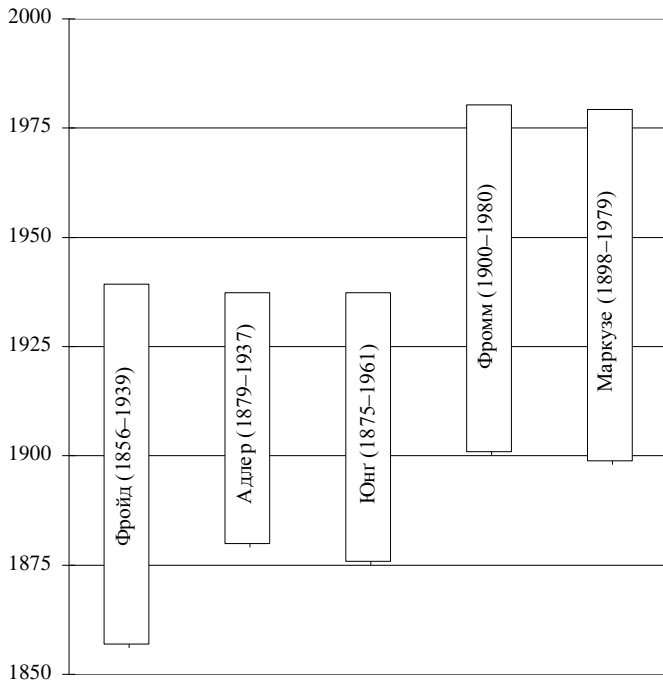 2000
1975
1950
1925
1900
1875
1850
Фройд (1856–1939)
Адлер (1879–1937)
Юнг (1875–1961)
Фромм (1900–1980)
Маркузе (1898–1979)